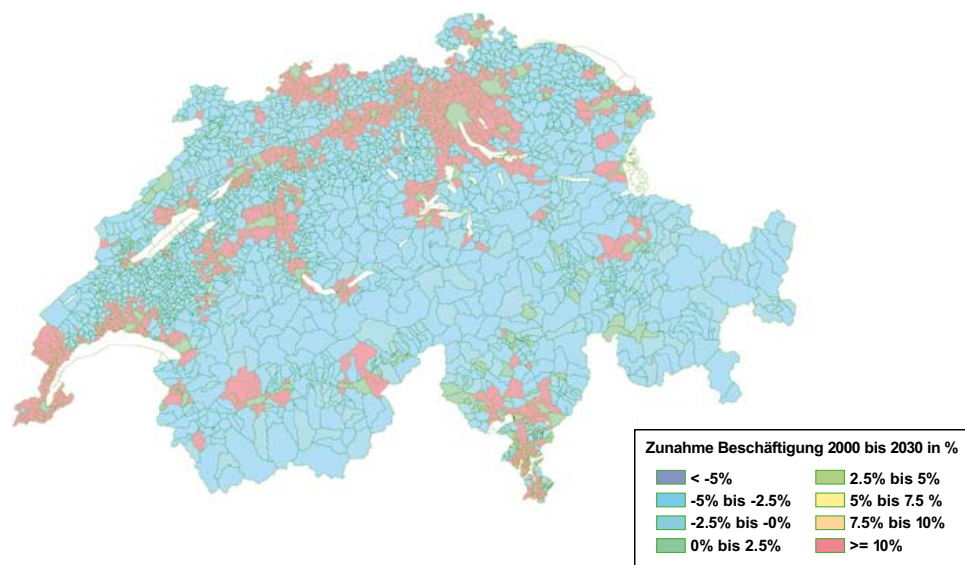 Zunahme Beschäftigung 2000 bis 2030 in %
< -5%
-5% bis -2.5%
-2.5% bis -0%
0% bis 2.5%
2.5% bis 5%
5% bis 7.5 %
7.5% bis 10%
>= 10%